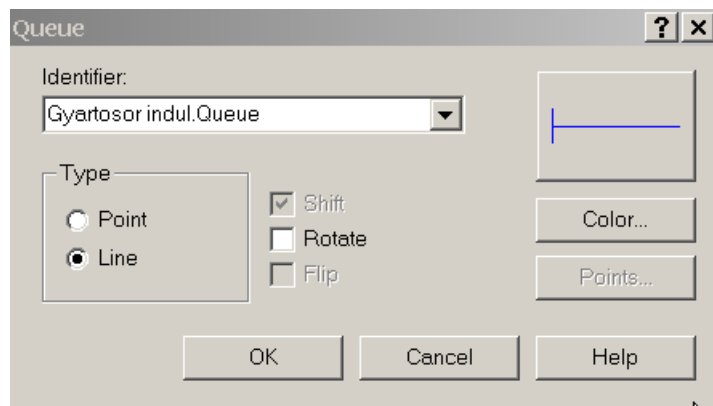 Queue
Identifier:
Gyartosor indul.Queue
Type
Point
Line
Shift
Rotate
Flip
Color...
Points...
OK
Cancel
Help